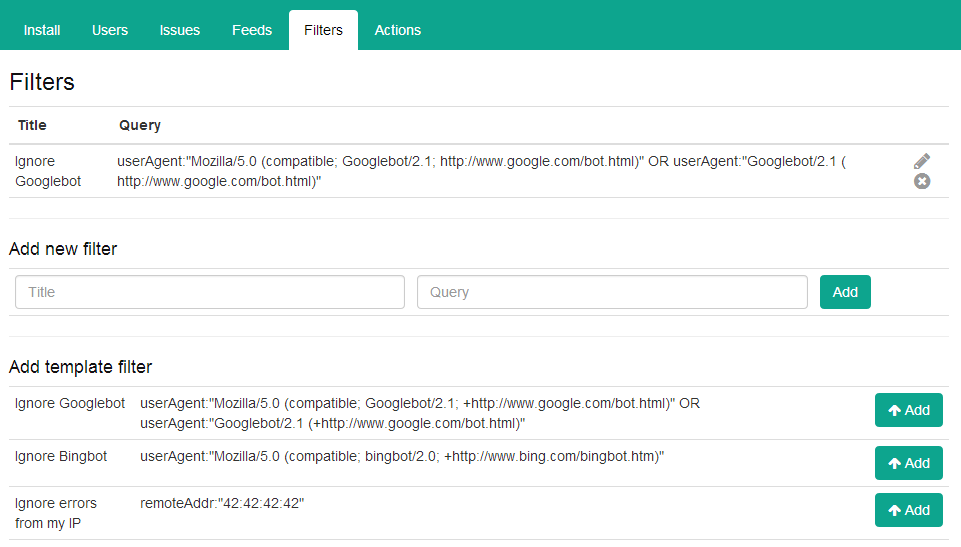 Install Users Issues Feeds Filters Actions
Filters
Title Query
Ignore Googlebot
userAgent:"Mozilla/5.0 (compatible; Googlebot/2.1; http://www.google.com/bot.html)" OR userAgent:"Googlebot/2.1 (
http://www.google.com/bot.html)"
Add new filter
Title Query Add
Add template filter
Ignore Googlebot userAgent:"Mozilla/5.0 (compatible; Googlebot/2.1; +http://www.google.com/bot.html)" OR
userAgent:"Googlebot/2.1 (+http://www.google.com/bot.html)"
Add
Ignore Bingbot userAgent:"Mozilla/5.0 (compatible; bingbot/2.0; +http://www.bing.com/bingbot.htm)" Add
Ignore errors
from my IP
remoteAddr:"42:42:42:42" Add